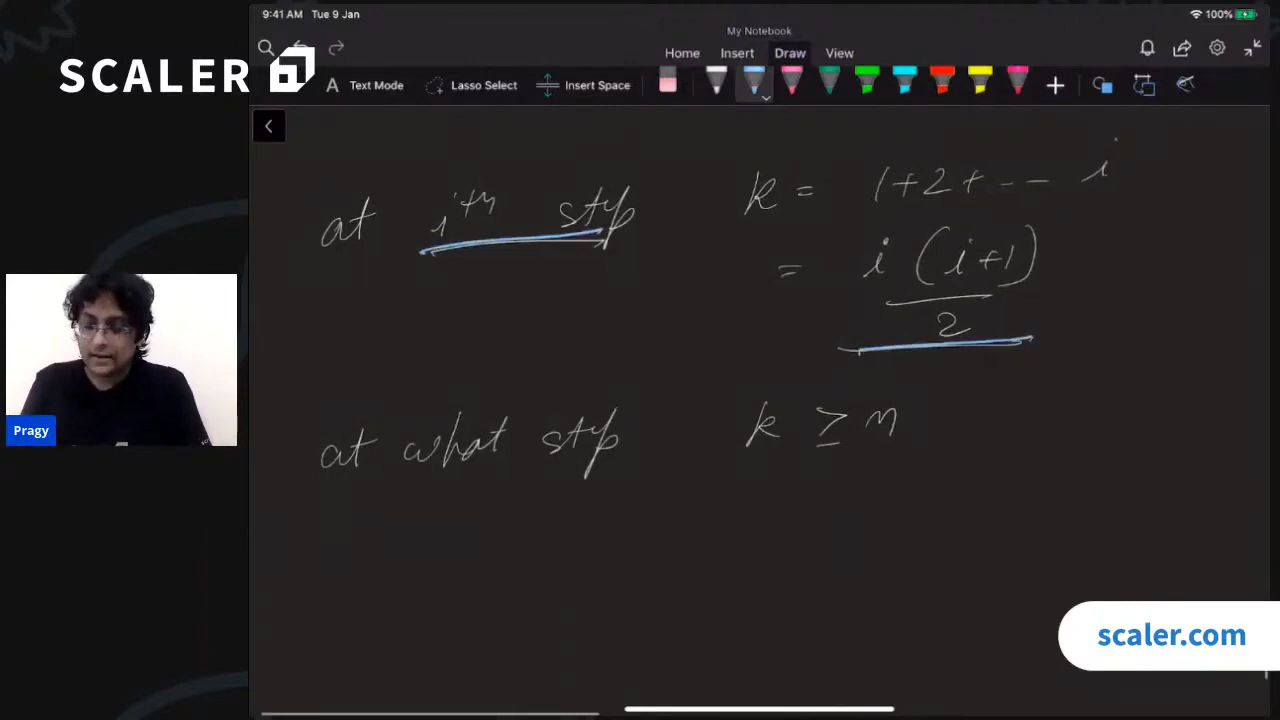 9:41 AM Tue 9 Jan
100%
My Notebook
Home Insert Draw View
SCALER
A Text Mode Lasso Select Insert Space
at ith step k = 1+2+---- i
= i (i+1)
2
at what step k ≥ n
Pragy
scaler.com